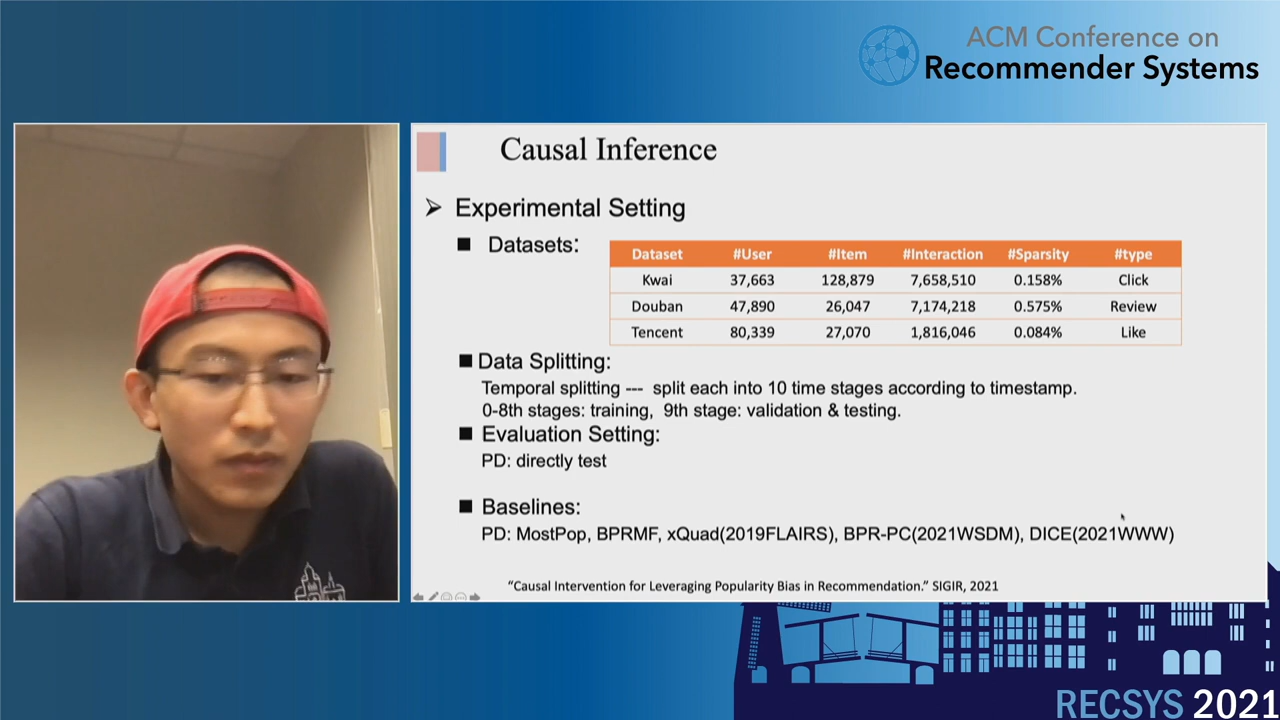 ACM Conference on
Recommender Systems
Causal Inference
➢ Experimental Setting
■ Datasets:
Dataset #User #Item #Interaction #Sparsity #type
Kwai 37,663 128,879 7,658,510 0.158% Click
Douban 47,890 26,047 7,174,218 0.575% Review
Tencent 80,339 27,070 1,816,046 0.084% Like
■ Data Splitting:
Temporal splitting --- split each into 10 time stages according to timestamp.
0-8th stages: training, 9th stage: validation & testing.
■ Evaluation Setting:
PD: directly test
■ Baselines:
PD: MostPop, BPRMF, xQuad(2019FLAIRS), BPR-PC(2021WSDM), DICE(2021WWW)
“Causal Intervention for Leveraging Popularity Bias in Recommendation.” SIGIR, 2021
RECSYS 2021